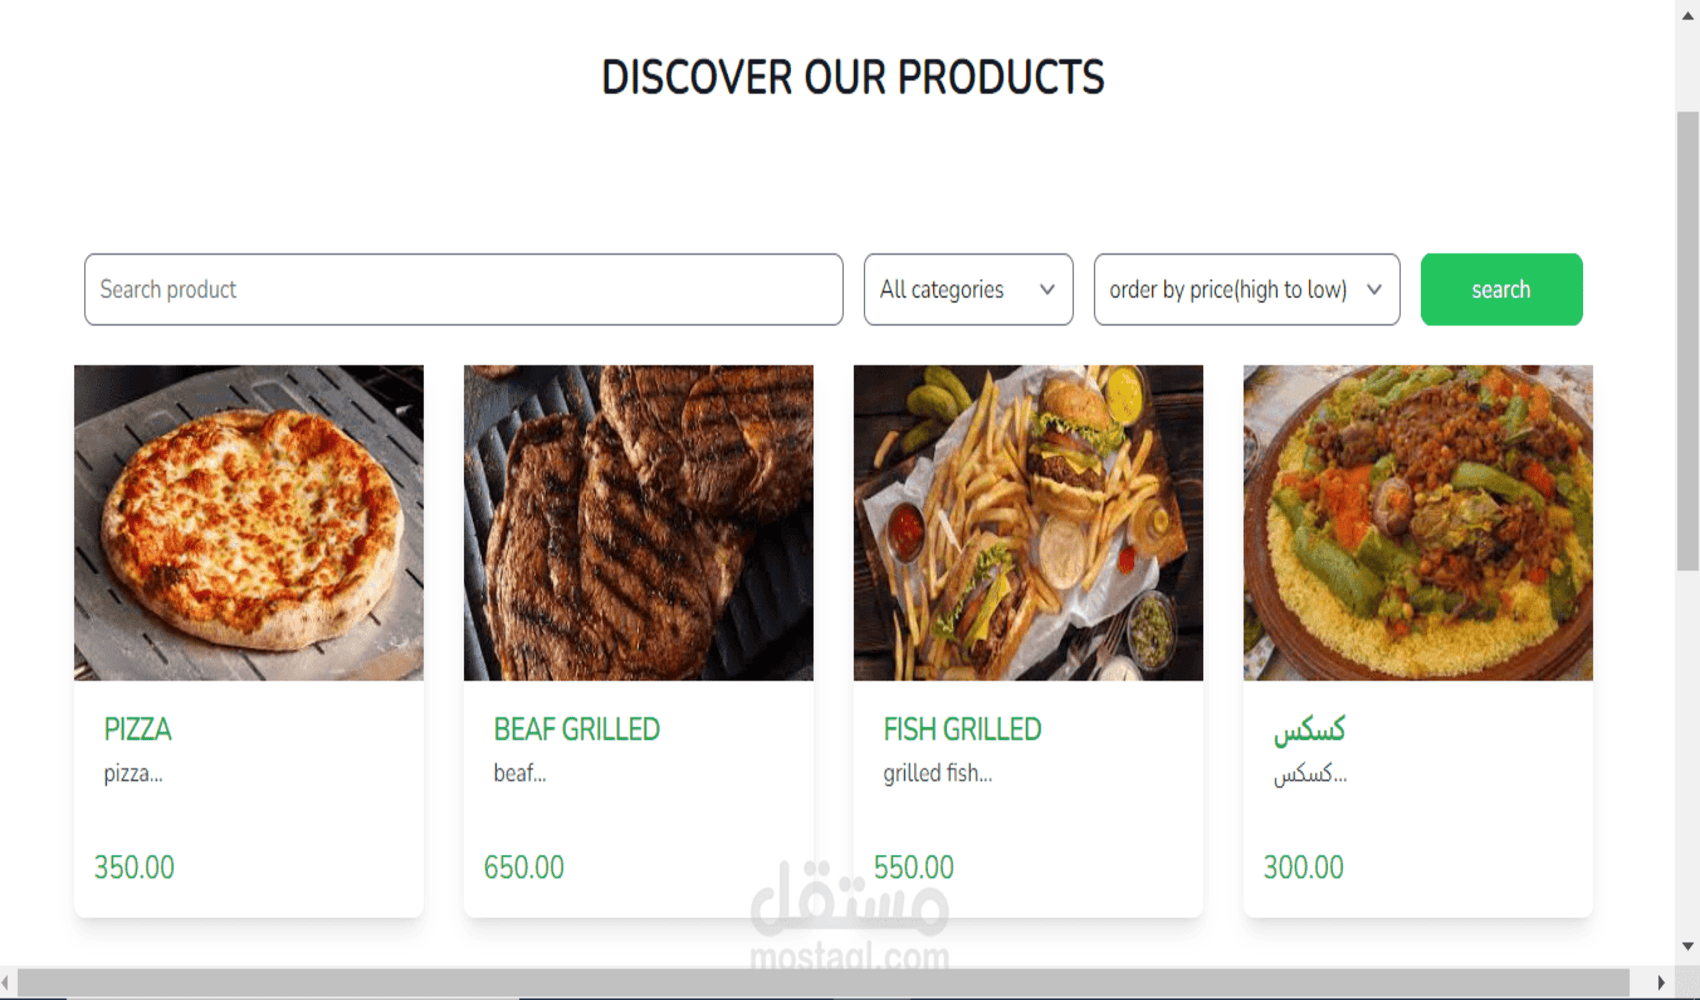 DISCOVER OUR PRODUCTS
Search product
All categories
order by price(high to low)
search
PIZZA
pizza...
350.00
BEAF GRILLED
beaf...
650.00
FISH GRILLED
grilled fish...
550.00
كسكس
كسكس...
300.00
مستقل
mostaql.com